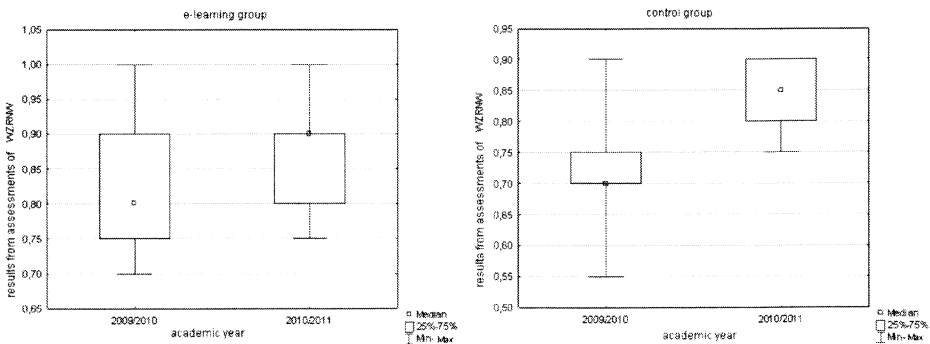 e-learning group
results from assessments of WZRNW
1,05
1,00
0,95
0,90
0,85
0,80
0,75
0,70
0,65
2009/2010 2010/2011
academic year
Median
25%-75%
Min-Max
control group
results from assessments of WZRNW
0,95
0,90
0,85
0,80
0,75
0,70
0,65
0,60
0,55
0,50
2009/2010 2010/2011
academic year
Median
25%-75%
Min-Max